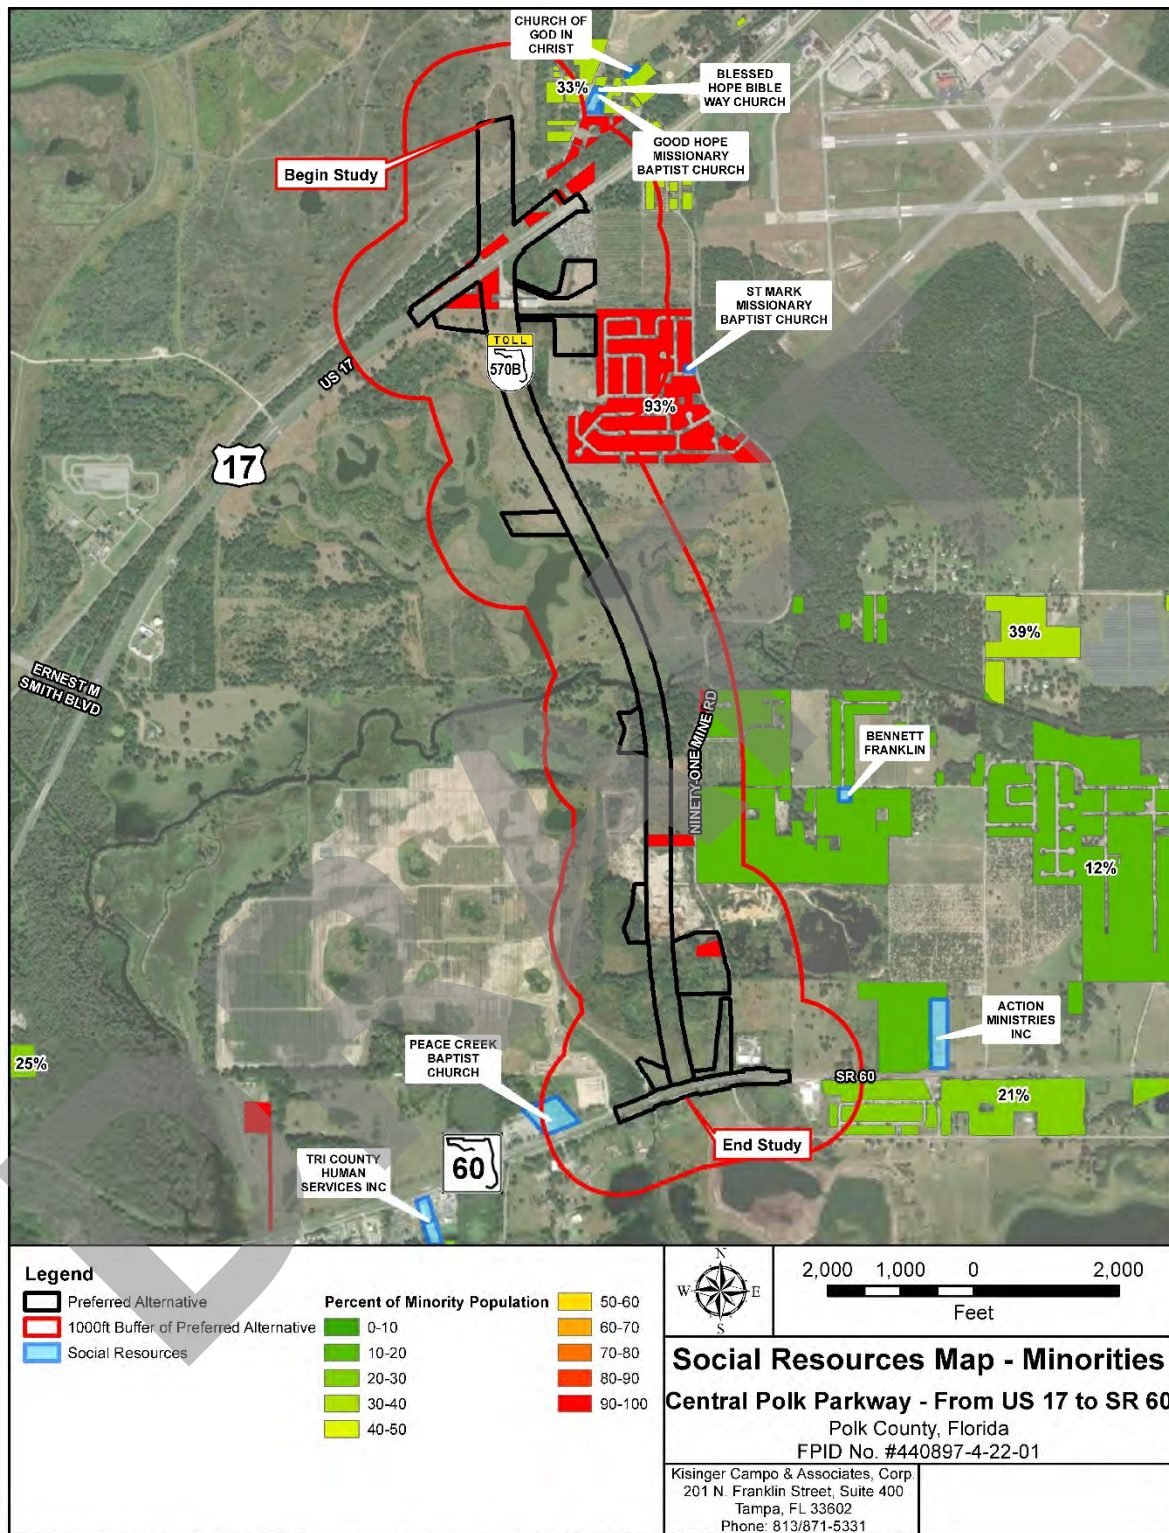 CHURCH OF
GOD IN
CHRIST
33%
BLESSED
HOPE BIBLE
WAY CHURCH
GOOD HOPE
MISSIONARY
BAPTIST CHURCH
Begin Study
ST MARK
MISSIONARY
BAPTIST CHURCH
TOLL
570B
US 17
93%
17
39%
ERNEST M
SMITH BLVD
NINETY-ONE MINE RD
BENNETT
FRANKLIN
12%
ACTION
MINISTRIES
INC
PEACE CREEK
BAPTIST
CHURCH
25%
SR 60
21%
End Study
TRI COUNTY
HUMAN
SERVICES INC
60
DRAFT
Legend
Preferred Alternative
1000ft Buffer of Preferred Alternative
Social Resources
Percent of Minority Population
0-10
10-20
20-30
30-40
40-50
50-60
60-70
70-80
80-90
90-100
N
W E
S
2,000 1,000 0 2,000
Feet
Social Resources Map - Minorities
Central Polk Parkway - From US 17 to SR 60
Polk County, Florida
FPID No. #440897-4-22-01
Kisinger Campo & Associates, Corp.
201 N. Franklin Street, Suite 400
Tampa, FL 33602
Phone: 813/871-5331